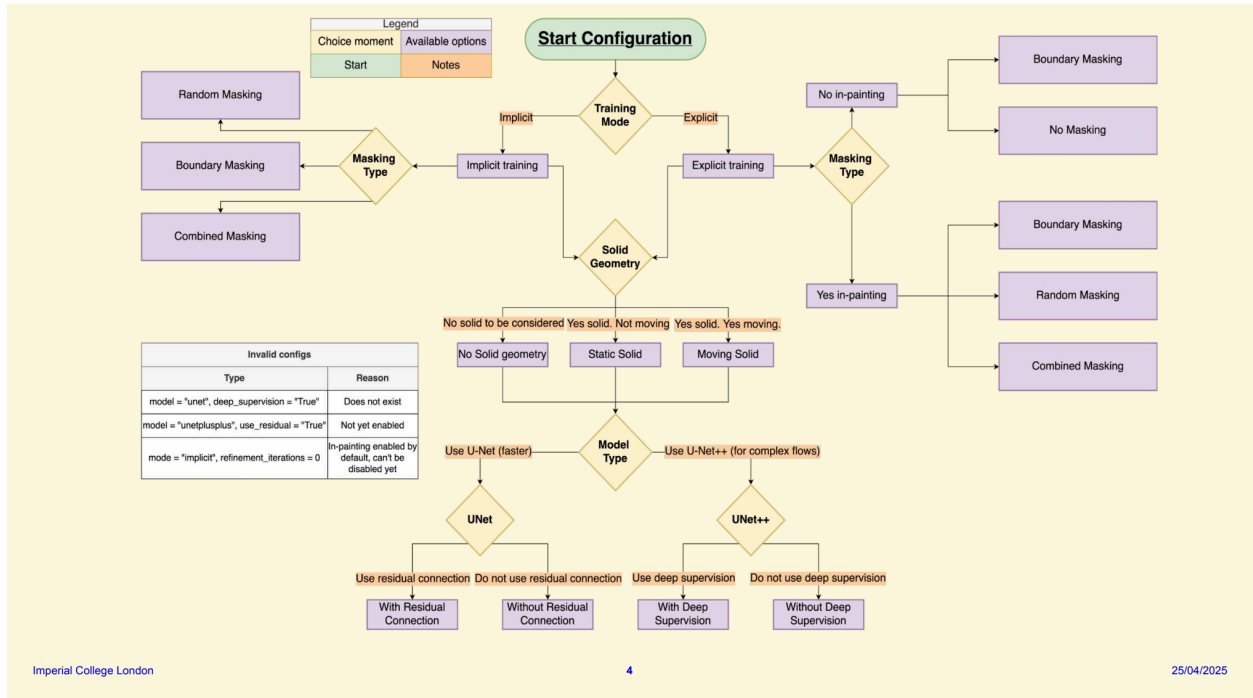 Legend
Choice moment
Available options
Start
Notes
Start Configuration
Training
Mode
Implicit
Explicit
Implicit training
Explicit training
Masking
Type
Random Masking
Boundary Masking
Combined Masking
Masking
Type
No in-painting
Boundary Masking
No Masking
Yes in-painting
Boundary Masking
Random Masking
Combined Masking
Solid
Geometry
No solid to be considered
Yes solid. Not moving
Yes solid. Yes moving.
No Solid geometry
Static Solid
Moving Solid
Invalid configs
Type
Reason
model = "unet", deep_supervision = "True"
Does not exist
model = "unetplusplus", use_residual = "True"
Not yet enabled
mode = "implicit", refinement_iterations = 0
In-painting enabled by
default, can't be
disabled yet
Model
Type
Use U-Net (faster)
Use U-Net++ (for complex flows)
UNet
UNet++
Use residual connection
Do not use residual connection
Use deep supervision
Do not use deep supervision
With Residual
Connection
Without Residual
Connection
With Deep
Supervision
Without Deep
Supervision
Imperial College London
4
25/04/2025